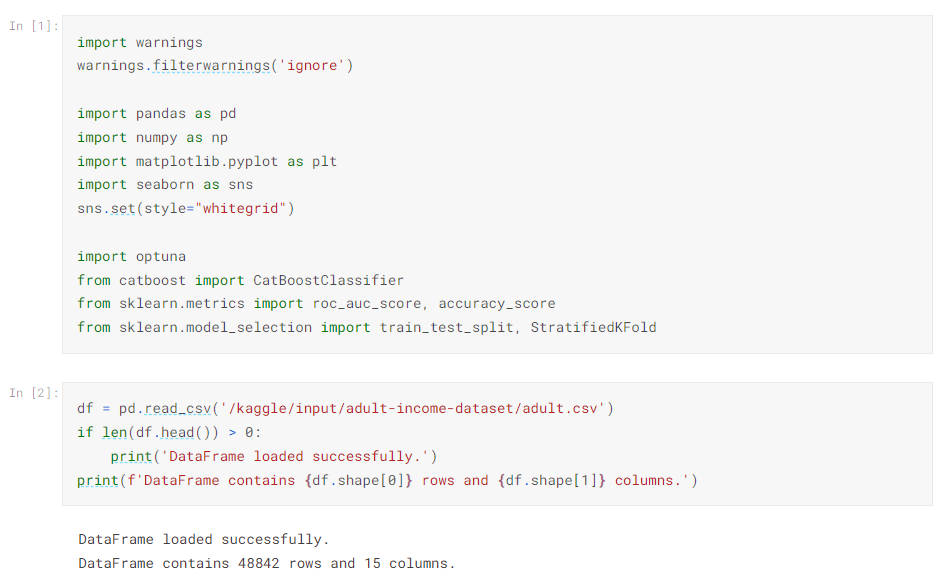 In [1]:
import warnings
warnings.filterwarnings('ignore')
import pandas as pd
import numpy as np
import matplotlib.pyplot as plt
import seaborn as sns
sns.set(style="whitegrid")
import optuna
from catboost import CatBoostClassifier
from sklearn.metrics import roc_auc_score, accuracy_score
from sklearn.model_selection import train_test_split, StratifiedKFold
In [2]:
df = pd.read_csv('/kaggle/input/adult-income-dataset/adult.csv')
if len(df.head()) > 0:
    print('DataFrame loaded successfully.')
print(f'DataFrame contains {df.shape[0]} rows and {df.shape[1]} columns.')
DataFrame loaded successfully.
DataFrame contains 48842 rows and 15 columns.